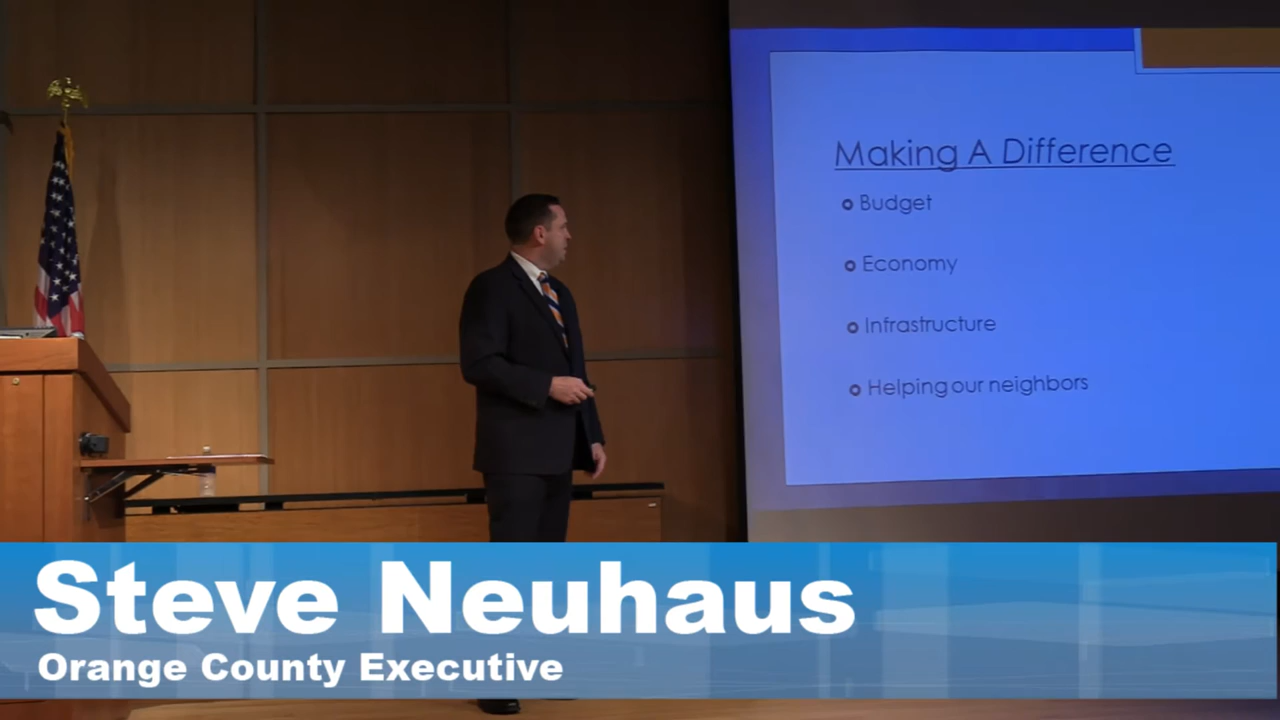 Making A Difference
Budget
Economy
Infrastructure
Helping our neighbors
Steve Neuhaus
Orange County Executive